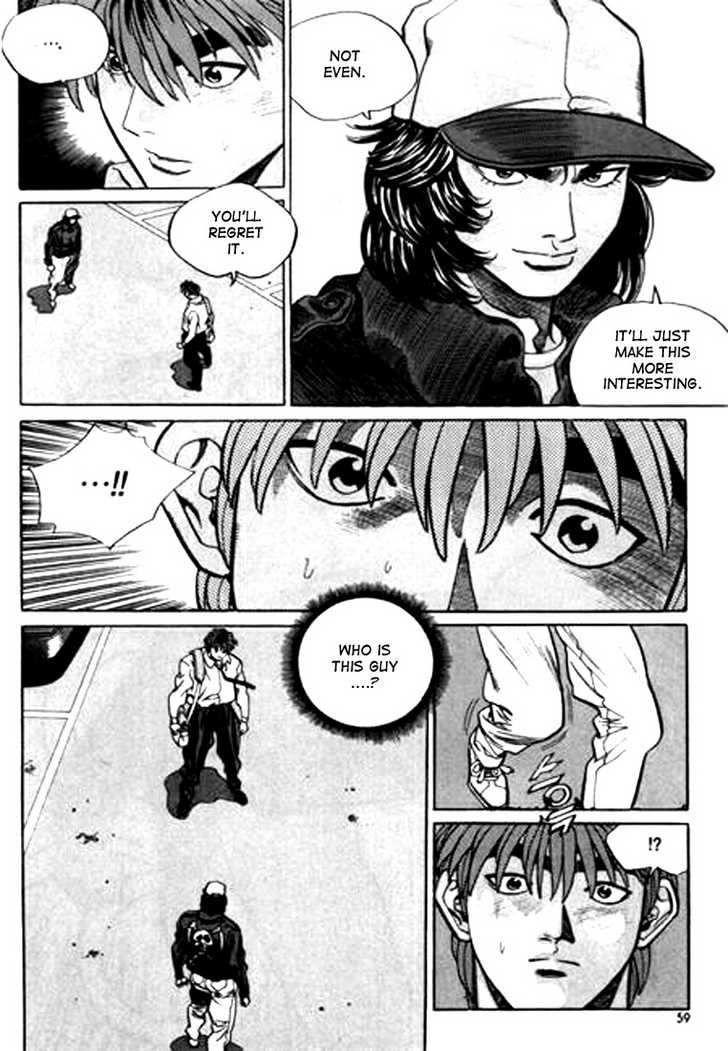 ...
NOT
EVEN.
YOU'LL
REGRET
IT.
IT'LL JUST
MAKE THIS
MORE
INTERESTING.
...!!
WHO IS
THIS GUY
....?
!?
59